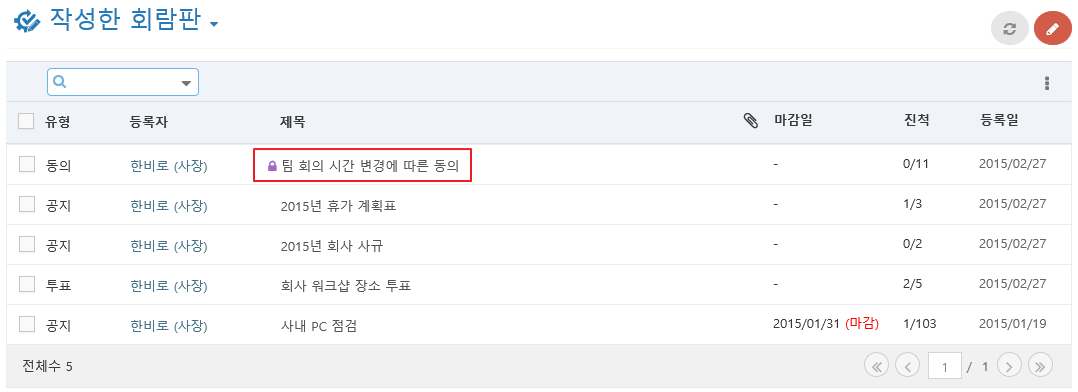 작성한 회람판
유형 등록자 제목 마감일 진척 등록일
동의 한비로 (사장) 팀 회의 시간 변경에 따른 동의 - 0/11 2015/02/27
공지 한비로 (사장) 2015년 휴가 계획표 - 1/3 2015/02/27
공지 한비로 (사장) 2015년 회사 사규 - 0/2 2015/02/27
투표 한비로 (사장) 회사 워크샵 장소 투표 - 2/5 2015/02/27
공지 한비로 (사장) 사내 PC 점검 2015/01/31 (마감) 1/103 2015/01/19
전체수 5 1 / 1